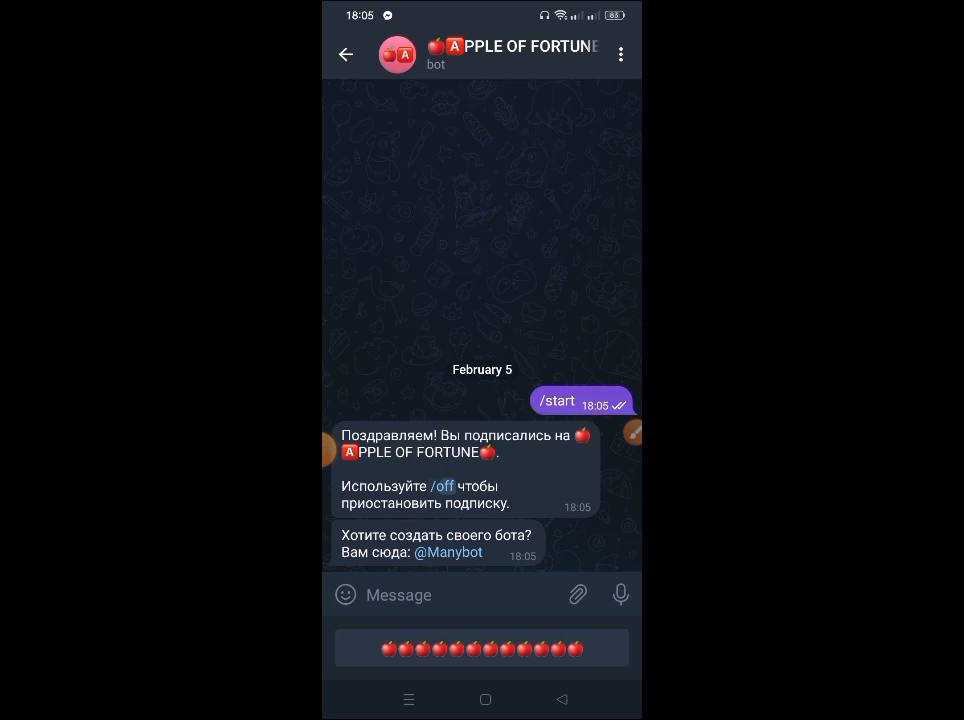 18:05
85
🍎🅰PPLE OF FORTUNE
bot
February 5
/start 18:05
Поздравляем! Вы подписались на 🍎
🅰PPLE OF FORTUNE🍎.
Используйте /off чтобы
приостановить подписку.
18:05
Хотите создать своего бота?
Вам сюда: @Manybot 18:05
Message
🍎🍎🍎🍎🍎🍎🍎🍎🍎🍎🍎🍎